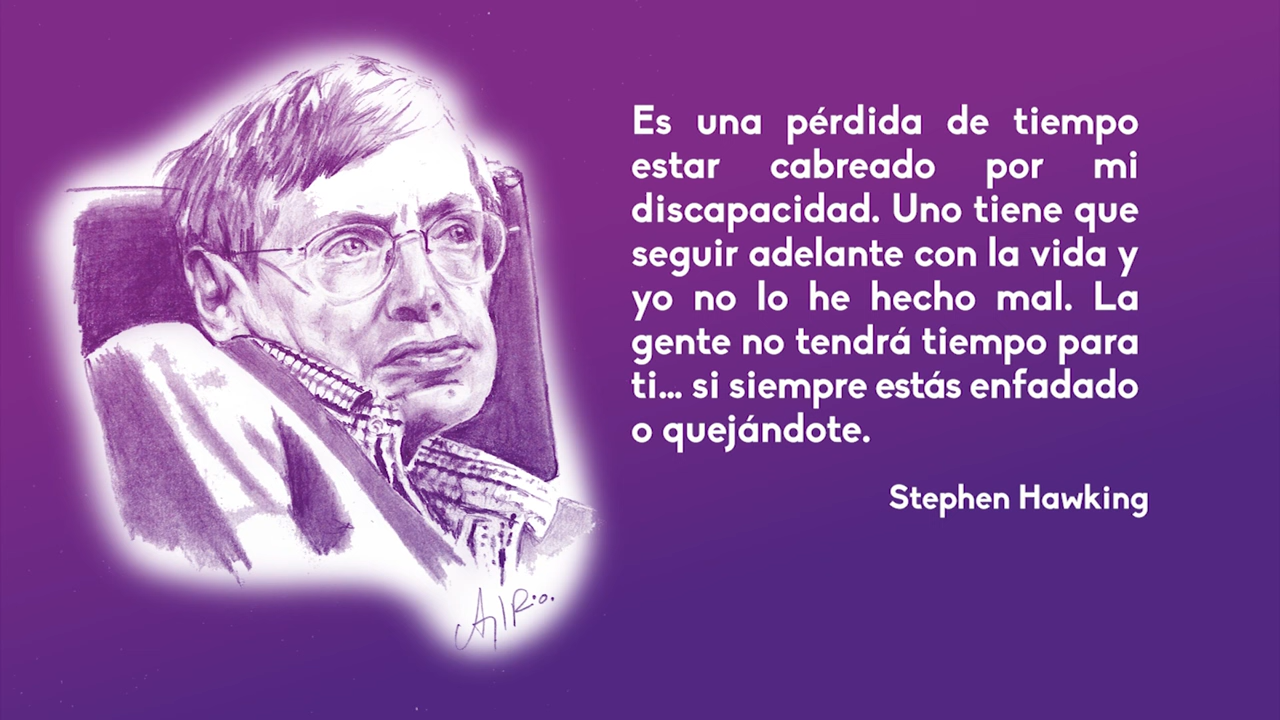 Es una pérdida de tiempo
estar cabreado por mi
discapacidad. Uno tiene que
seguir adelante con la vida y
yo no lo he hecho mal. La
gente no tendrá tiempo para
ti... si siempre estás enfadado
o quejándote.
Stephen Hawking